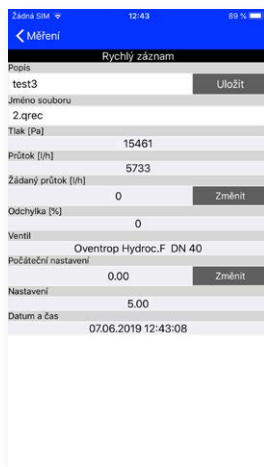 Žádná SIM 12:43 89 %
Měření
Rychlý záznam
Popis
test3 Uložit
Jméno souboru
2.qrec
Tlak [Pa]
15461
Průtok [l/h]
5733
Žádaný průtok [l/h]
0 Změnit
Odchylka [%]
0
Ventil
Oventrop Hydroc.F DN 40
Počáteční nastavení
0.00 Změnit
Nastavení
5.00
Datum a čas
07.06.2019 12:43:08